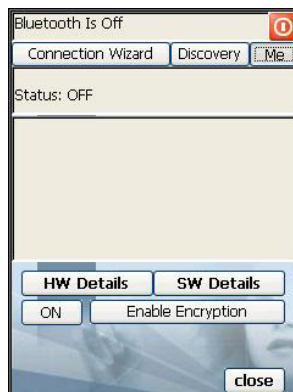 Bluetooth Is Off
Connection Wizard Discovery Me
Status: OFF
HW Details SW Details
ON Enable Encryption
close